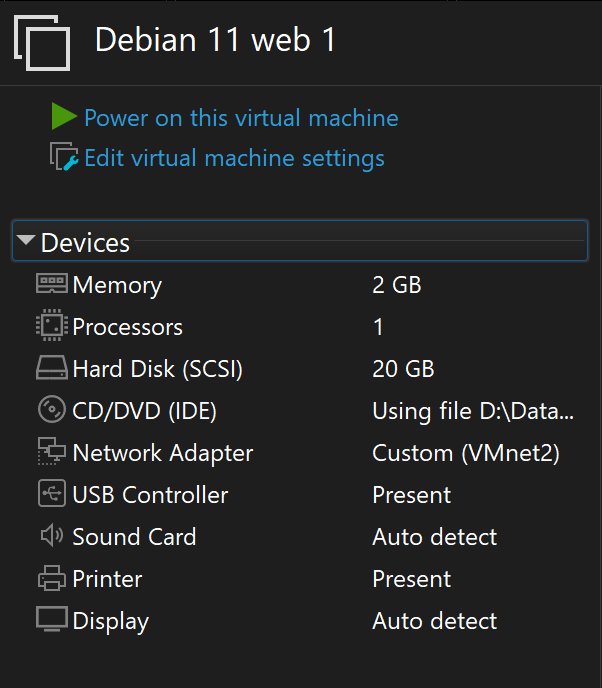 Debian 11 web 1
Power on this virtual machine
Edit virtual machine settings
Devices
Memory 2 GB
Processors 1
Hard Disk (SCSI) 20 GB
CD/DVD (IDE) Using file D:\Data...
Network Adapter Custom (VMnet2)
USB Controller Present
Sound Card Auto detect
Printer Present
Display Auto detect